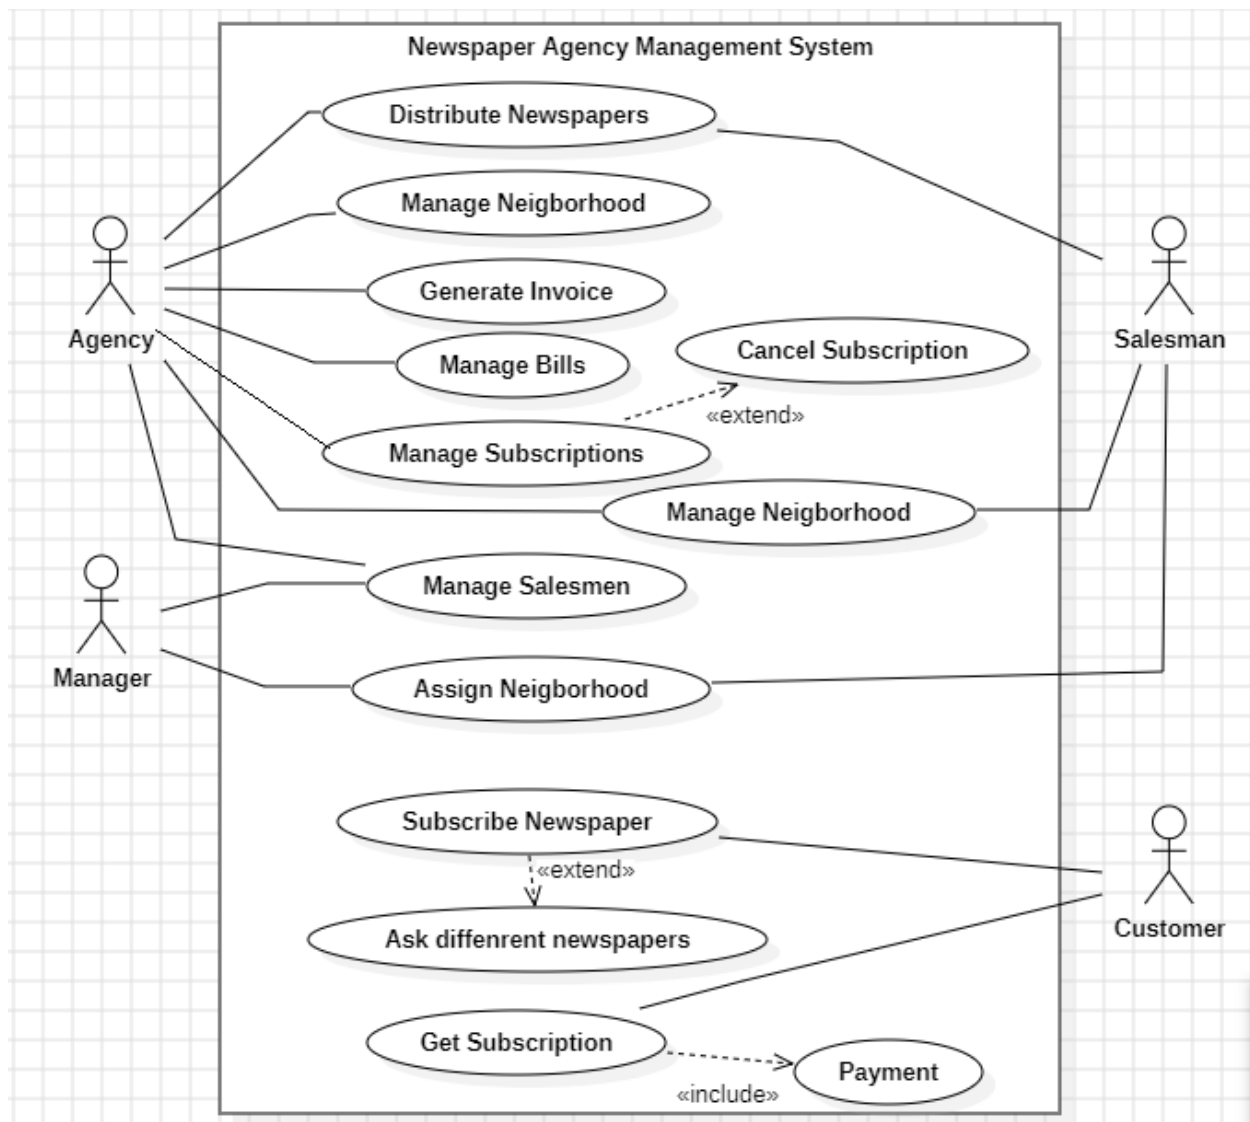 Newspaper Agency Management System
Distribute Newspapers
Manage Neigborhood
Generate Invoice
Agency
Salesman
Cancel Subscription
Manage Bills
«extend»
Manage Subscriptions
Manage Neigborhood
Manage Salesmen
Manager
Assign Neigborhood
Subscribe Newspaper
«extend»
Customer
Ask diffenrent newspapers
Get Subscription
Payment
«include»